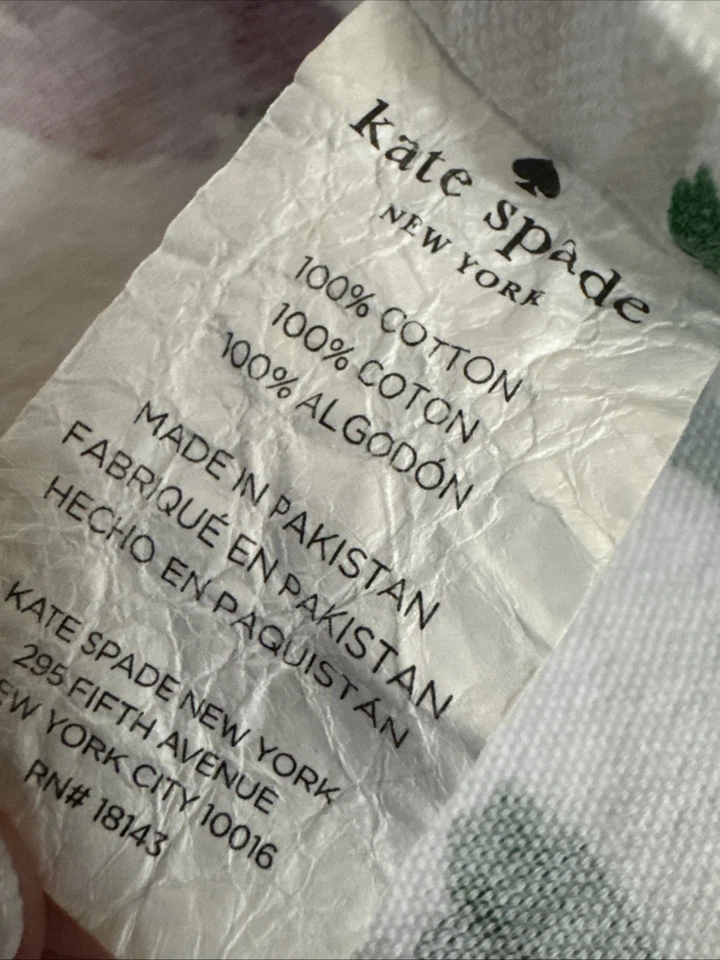 kate spade
NEW YORK
100% COTTON
100% COTON
100% ALGODÓN
MADE IN PAKISTAN
FABRIQUÉ EN PAKISTAN
HECHO EN PAQUISTÁN
KATE SPADE NEW YORK
295 FIFTH AVENUE
EW YORK CITY 10016
RN# 18143